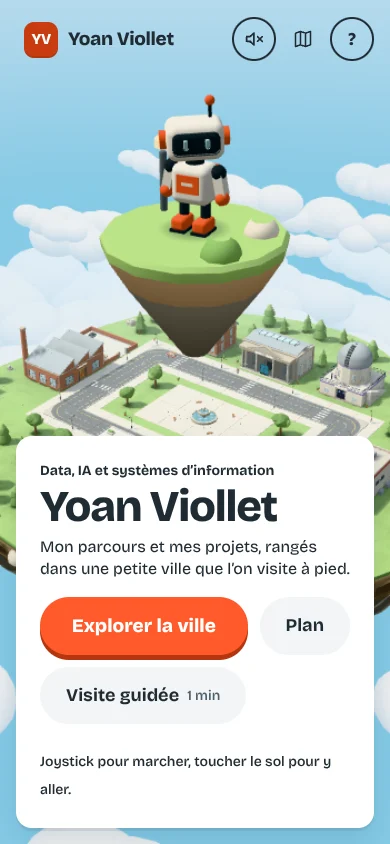 YV
Yoan Viollet
?
Data, IA et systèmes d’information
Yoan Viollet
Mon parcours et mes projets, rangés
dans une petite ville que l’on visite à pied.
Explorer la ville
Plan
Visite guidée 1 min
Joystick pour marcher, toucher le sol pour y
aller.